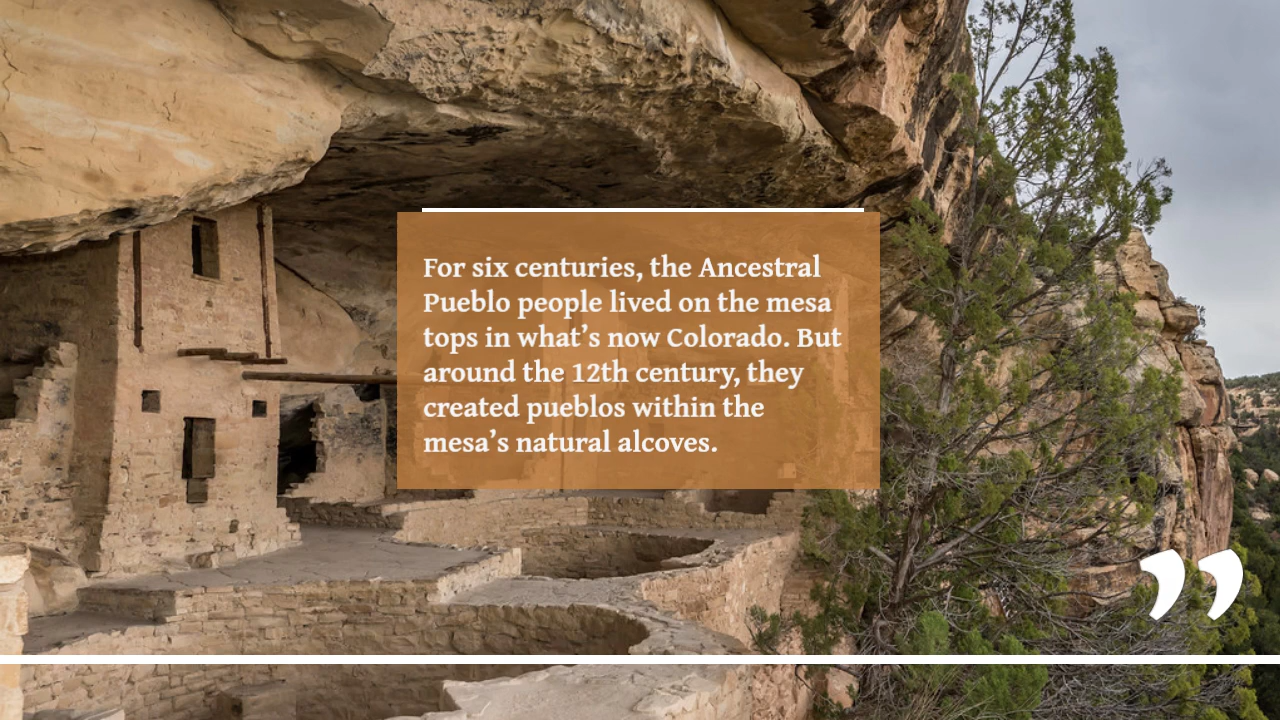 For six centuries, the Ancestral
Pueblo people lived on the mesa
tops in what’s now Colorado. But
around the 12th century, they
created pueblos within the
mesa’s natural alcoves.
”